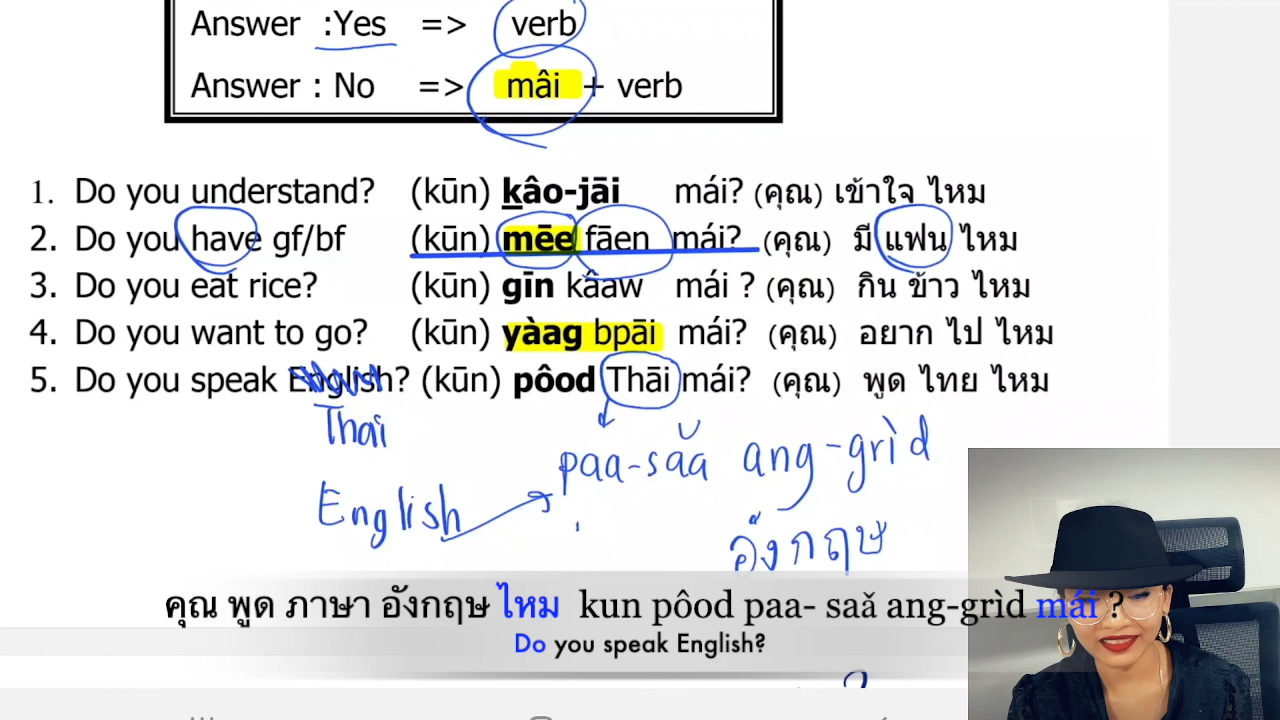 Answer :Yes => verb
Answer : No => mâi + verb
1. Do you understand? (kūn) kâo-jāi mái? (คุณ) เข้าใจ ไหม
2. Do you have gf/bf (kūn) mēe fāen mái? (คุณ) มี แฟน ไหม
3. Do you eat rice? (kūn) gīn kâaw mái ? (คุณ) กิน ข้าว ไหม
4. Do you want to go? (kūn) yàag bpāi mái? (คุณ) อยาก ไป ไหม
5. Do you speak English? (kūn) pôod Thāi mái? (คุณ) พูด ไทย ไหม
Thai
paa-saǎ ang-grìd
English
อังกฤษ
คุณ พูด ภาษา อังกฤษ ไหม kun pôod paa- saǎ ang-grìd mái ?
Do you speak English?